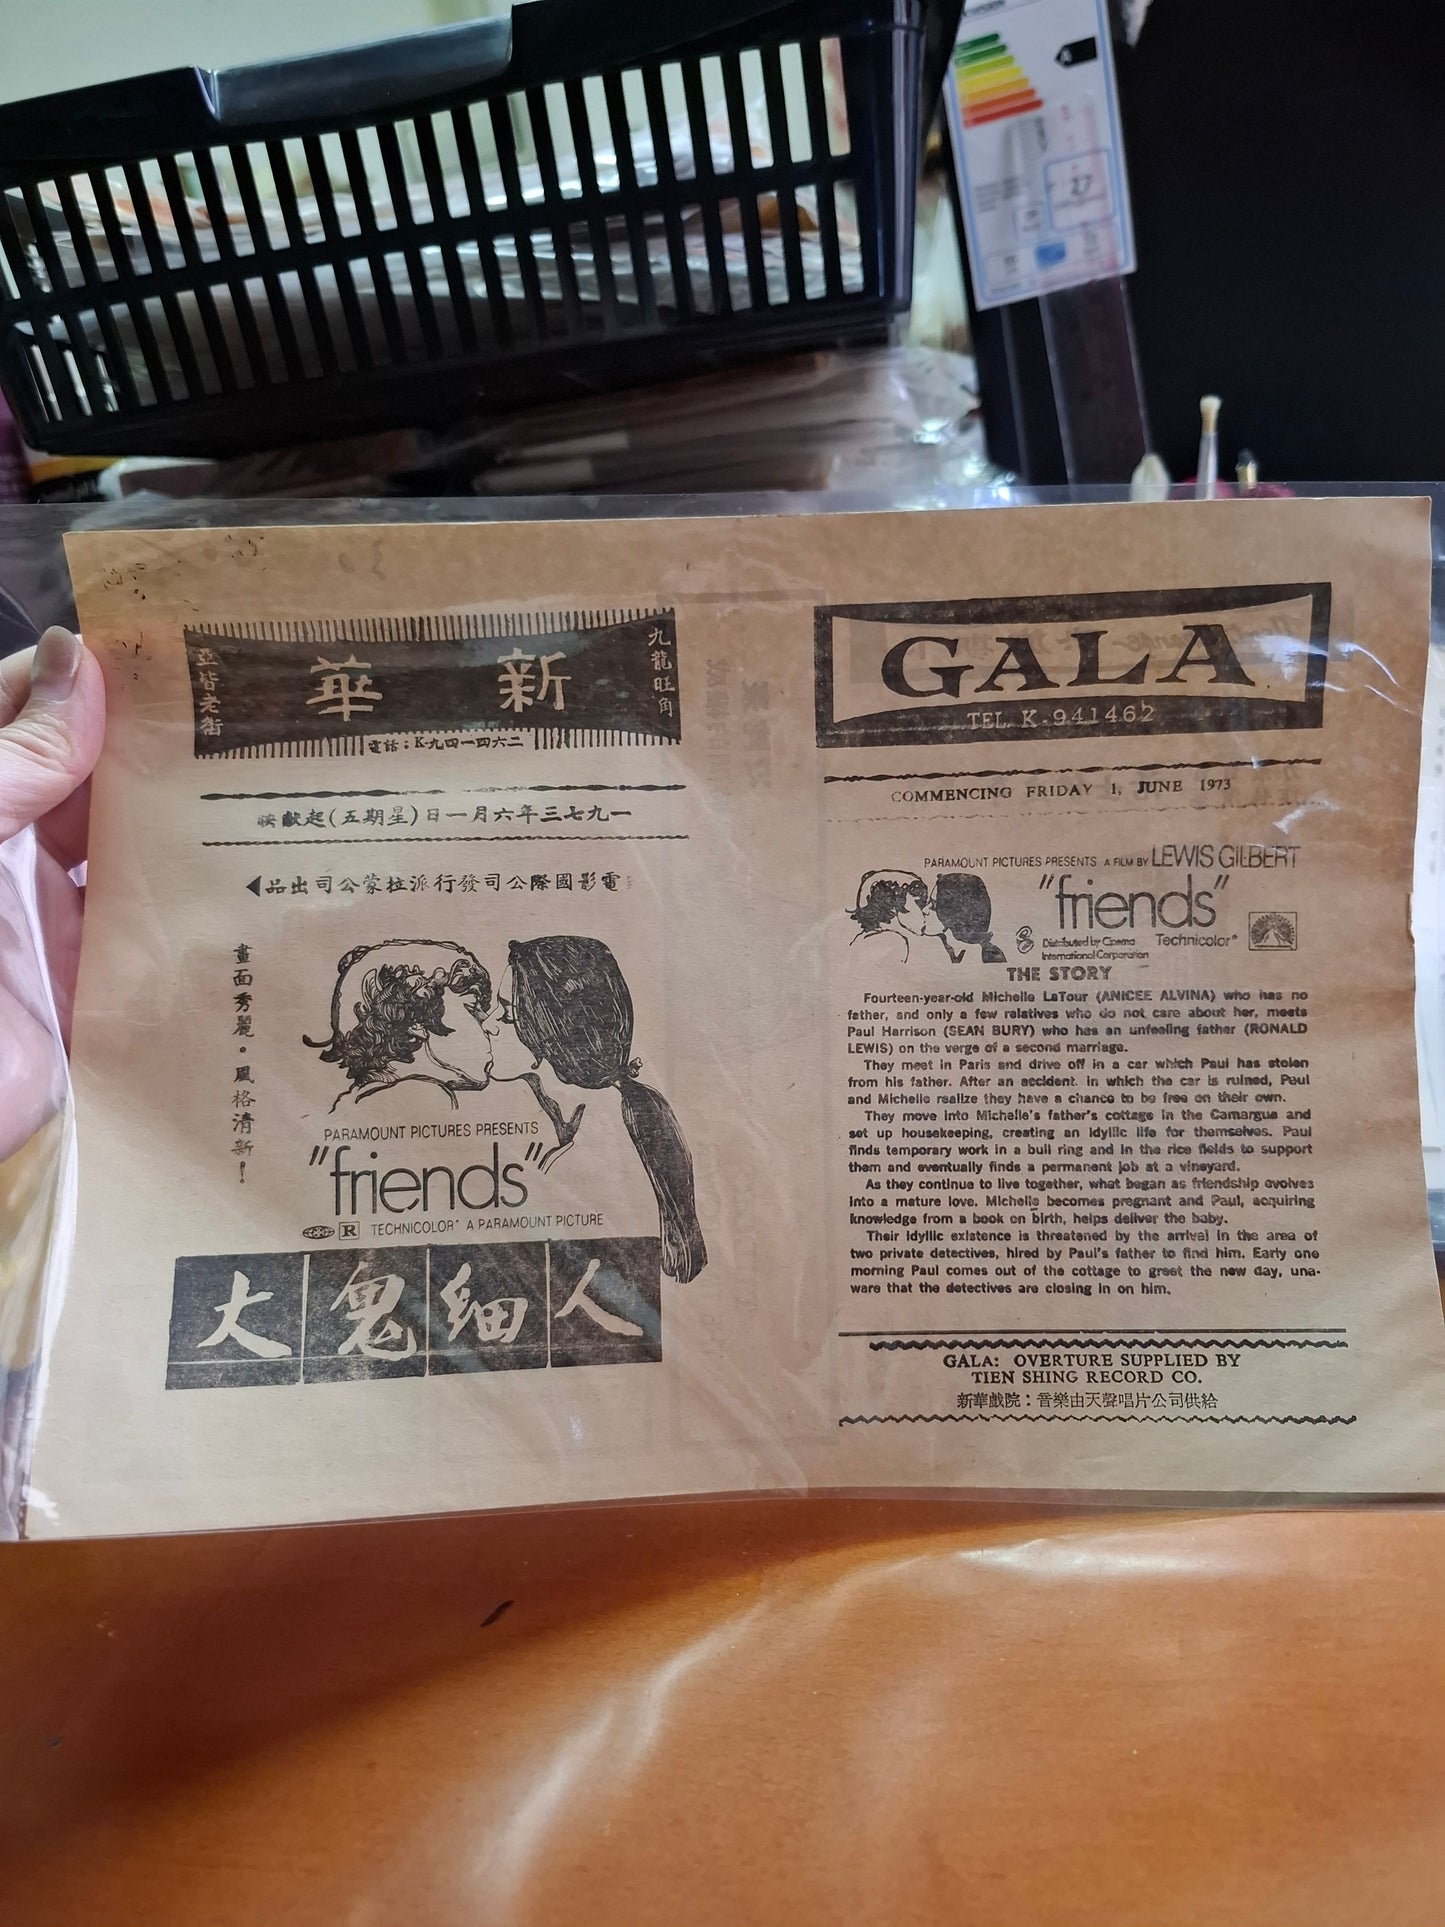 新華
九龍旺角
亞皆老街
電話：K·九四一四六二
一九七三年六月一日(星期五)起獻映
電影國際公司發行派拉蒙公司出品
畫面秀麗·風格清新！
PARAMOUNT PICTURES PRESENTS
"friends"
R TECHNICOLOR® A PARAMOUNT PICTURE
人細鬼大
GALA
TEL. K-941462
COMMENCING FRIDAY 1, JUNE 1973
PARAMOUNT PICTURES PRESENTS A FILM BY LEWIS GILBERT
"friends"
Distributed by Cinema
International Corporation
Technicolor®
THE STORY
Fourteen-year-old Michelle LaTour (ANICEE ALVINA) who has no
father, and only a few relatives who do not care about her, meets
Paul Harrison (SEAN BURY) who has an unfeeling father (RONALD
LEWIS) on the verge of a second marriage.
They meet in Paris and drive off in a car which Paul has stolen
from his father. After an accident. in which the car is ruined, Paul
and Michelle realize they have a chance to be free on their own.
They move into Michelle's father's cottage in the Camargue and
set up housekeeping, creating an idyllic life for themselves. Paul
finds temporary work in a bull ring and in the rice fields to support
them and eventually finds a permanent job at a vineyard.
As they continue to live together, what began as friendship evolves
into a mature love. Michelle becomes pregnant and Paul, acquiring
knowledge from a book on birth, helps deliver the baby.
Their idyllic existence is threatened by the arrival in the area of
two private detectives, hired by Paul's father to find him. Early one
morning Paul comes out of the cottage to greet the new day, una-
ware that the detectives are closing in on him.
GALA: OVERTURE SUPPLIED BY
TIEN SHING RECORD CO.
新華戲院：音樂由天聲唱片公司供給